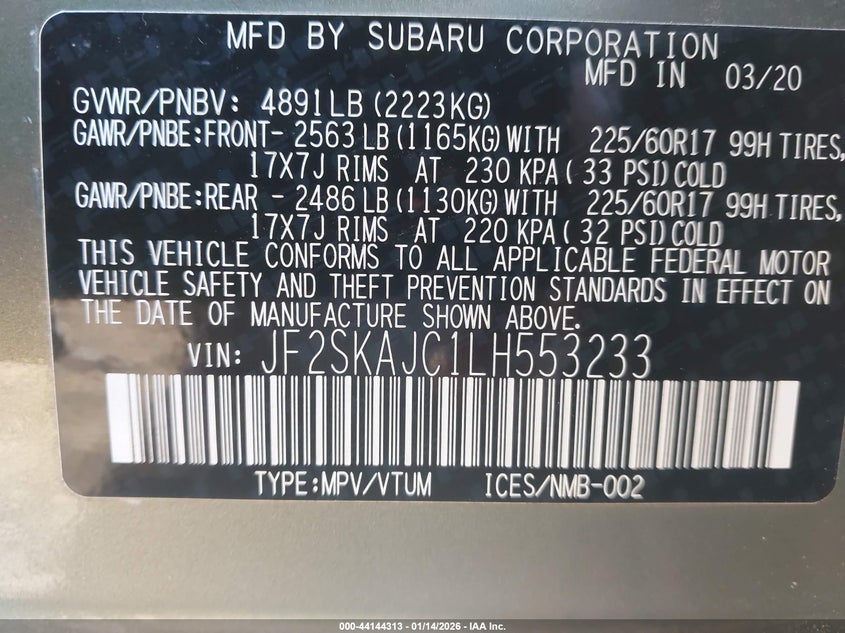 MFD BY SUBARU CORPORATION
MFD IN 03/20
GVWR/PNBV: 4891LB (2223KG)
GAWR/PNBE:FRONT- 2563 LB (1165KG) WITH 225/60R17 99H TIRES,
17X7J RIMS AT 230 KPA ( 33 PSI) COLD
GAWR/PNBE:REAR - 2486 LB (1130KG) WITH 225/60R17 99H TIRES,
17X7J RIMS AT 220 KPA ( 32 PSI) COLD
THIS VEHICLE CONFORMS TO ALL APPLICABLE FEDERAL MOTOR
VEHICLE SAFETY AND THEFT PREVENTION STANDARDS IN EFFECT ON
THE DATE OF MANUFACTURE SHOWN ABOVE.
VIN: JF2SKAJC1LH553233
TYPE:MPV/VTUM ICES/NMB-002
000-44144313 - 01/14/2026 - IAA Inc.